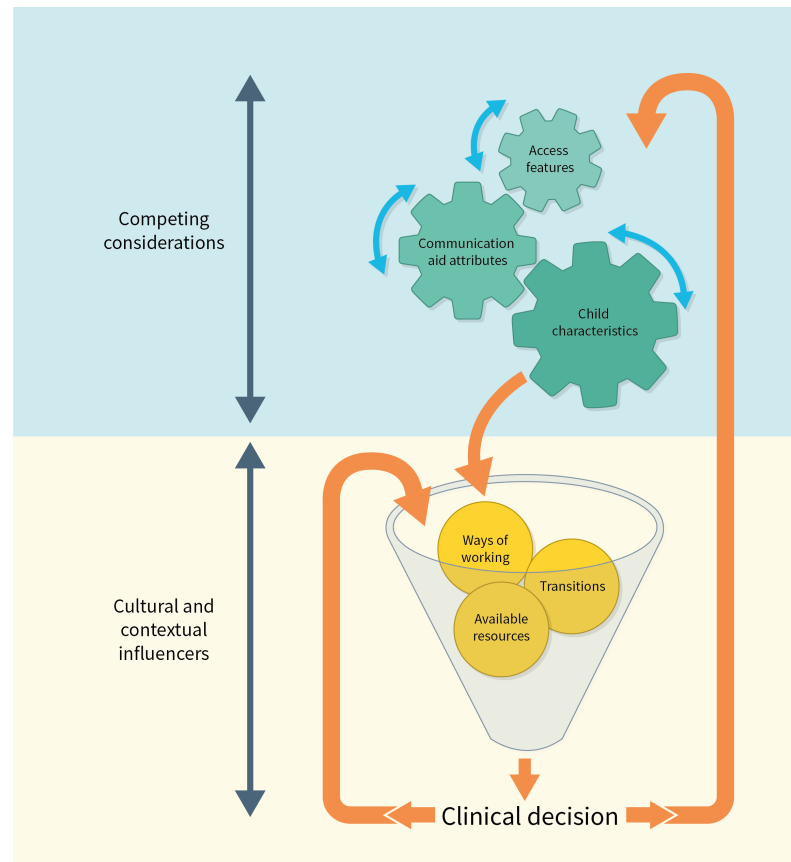 Access
features
Competing
considerations
Communication
aid attributes
Child
characteristics
Ways of
working
Transitions
Available
resources
Cultural and
contextual
influencers
Clinical decision